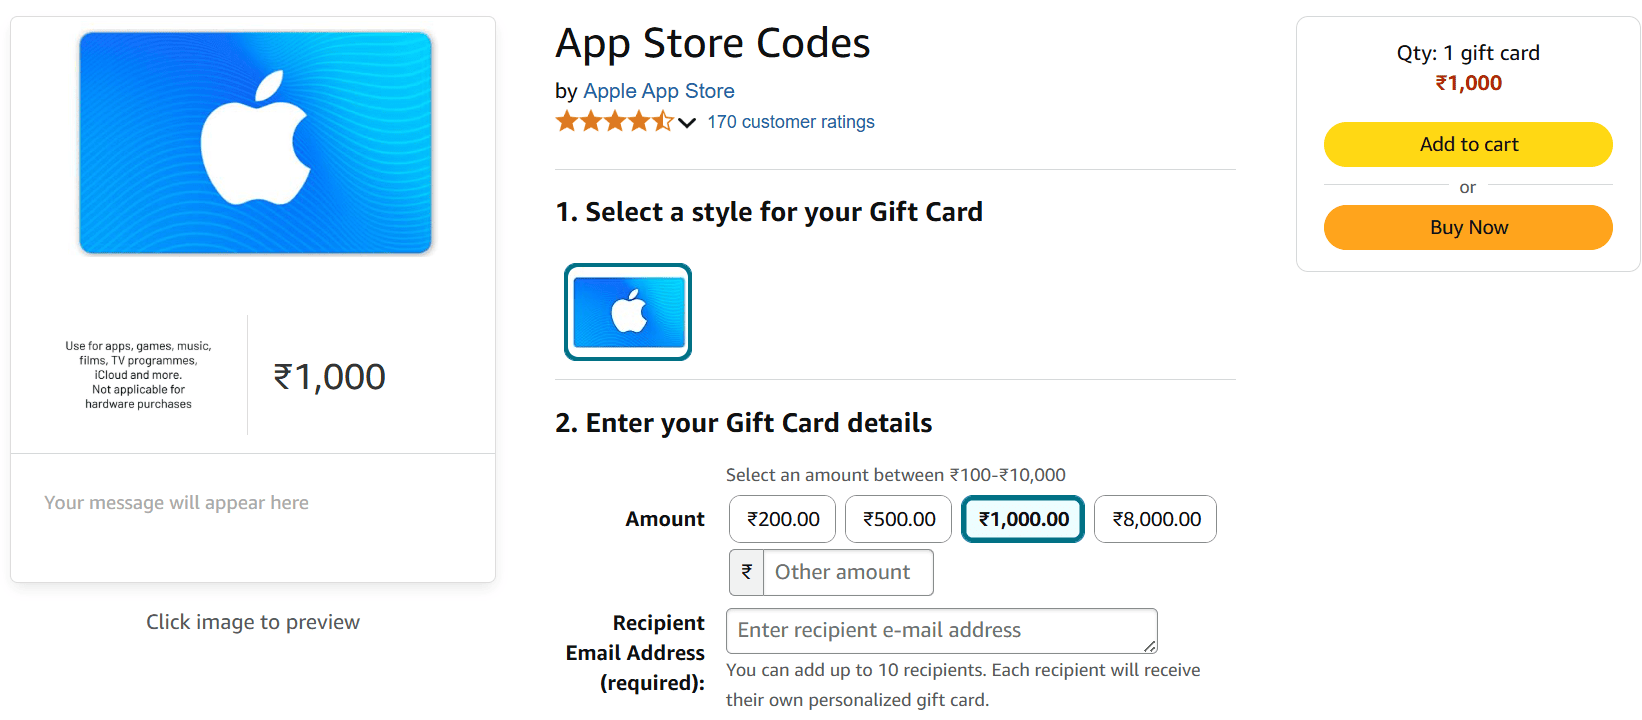 Use for apps, games, music,
films, TV programmes,
iCloud and more.
Not applicable for
hardware purchases
₹1,000
Your message will appear here
Click image to preview
App Store Codes
by Apple App Store
170 customer ratings
1. Select a style for your Gift Card
2. Enter your Gift Card details
Select an amount between ₹100-₹10,000
Amount
₹200.00
₹500.00
₹1,000.00
₹8,000.00
₹ Other amount
Recipient
Email Address
(required):
Enter recipient e-mail address
You can add up to 10 recipients. Each recipient will receive
their own personalized gift card.
Qty: 1 gift card
₹1,000
Add to cart
or
Buy Now